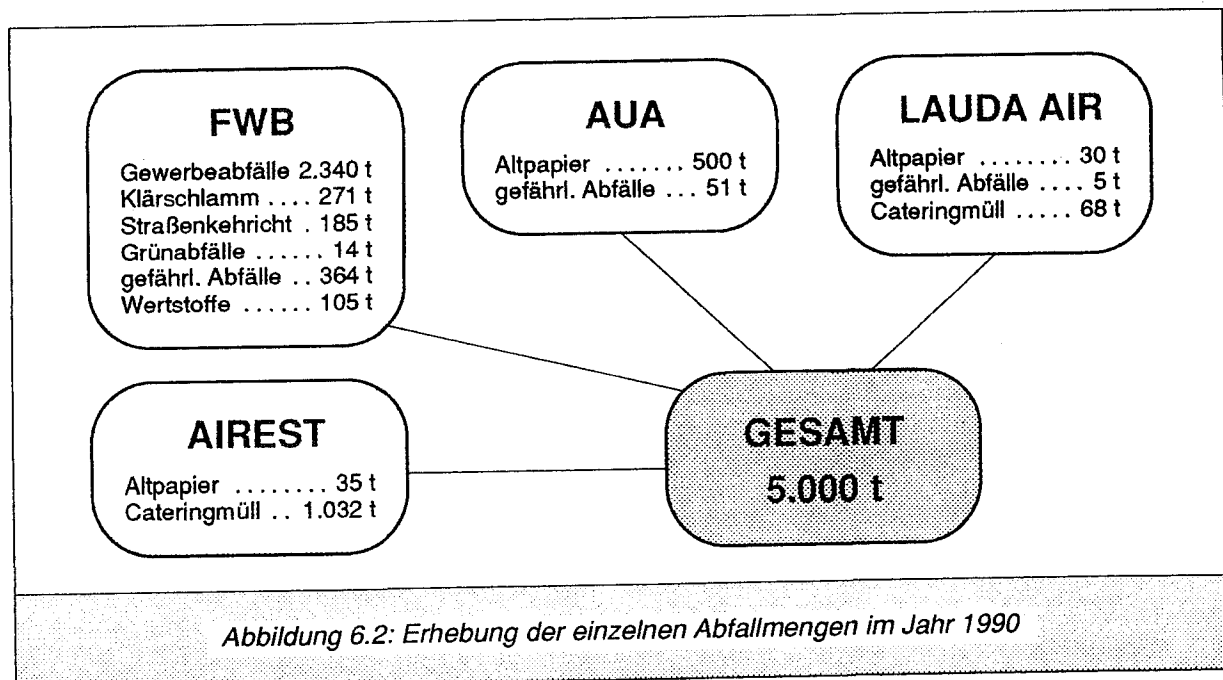 FWB
Gewerbeabfälle 2.340 t
Klärschlamm .... 271 t
Straßenkehricht . 185 t
Grünabfälle ...... 14 t
gefährl. Abfälle .. 364 t
Wertstoffe ...... 105 t
AUA
Altpapier ....... 500 t
gefährl. Abfälle ... 51 t
LAUDA AIR
Altpapier ........ 30 t
gefährl. Abfälle .... 5 t
Cateringmüll ..... 68 t
AIREST
Altpapier ........ 35 t
Cateringmüll .. 1.032 t
GESAMT
5.000 t
Abbildung 6.2: Erhebung der einzelnen Abfallmengen im Jahr 1990